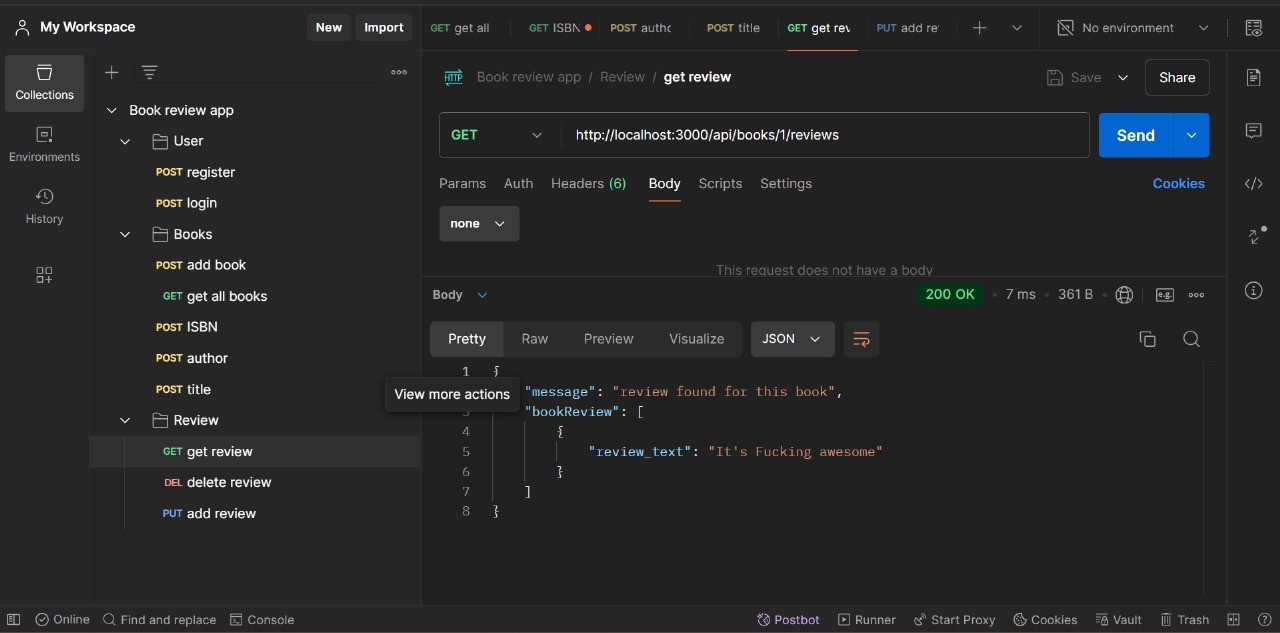 My Workspace
New
Import
GET get all
GET ISBN
POST autho
POST title
GET get rev
PUT add re
No environment
Collections
Environments
History
Book review app
User
POST register
POST login
Books
POST add book
GET get all books
POST ISBN
POST author
POST title
Review
GET get review
DEL delete review
PUT add review
HTTP Book review app / Review / get review
Save
Share
GET http://localhost:3000/api/books/1/reviews
Send
Params Auth Headers (6) Body Scripts Settings
Cookies
none
This request does not have a body
Body
200 OK • 7 ms • 361 B •
e.g.
Pretty Raw Preview Visualize JSON
View more actions
1 {
"message": "review found for this book",
"bookReview": [
4 {
5 "review_text": "It's Fucking awesome"
6 }
7 ]
8 }
Online Find and replace Console
Postbot Runner Start Proxy Cookies Vault Trash